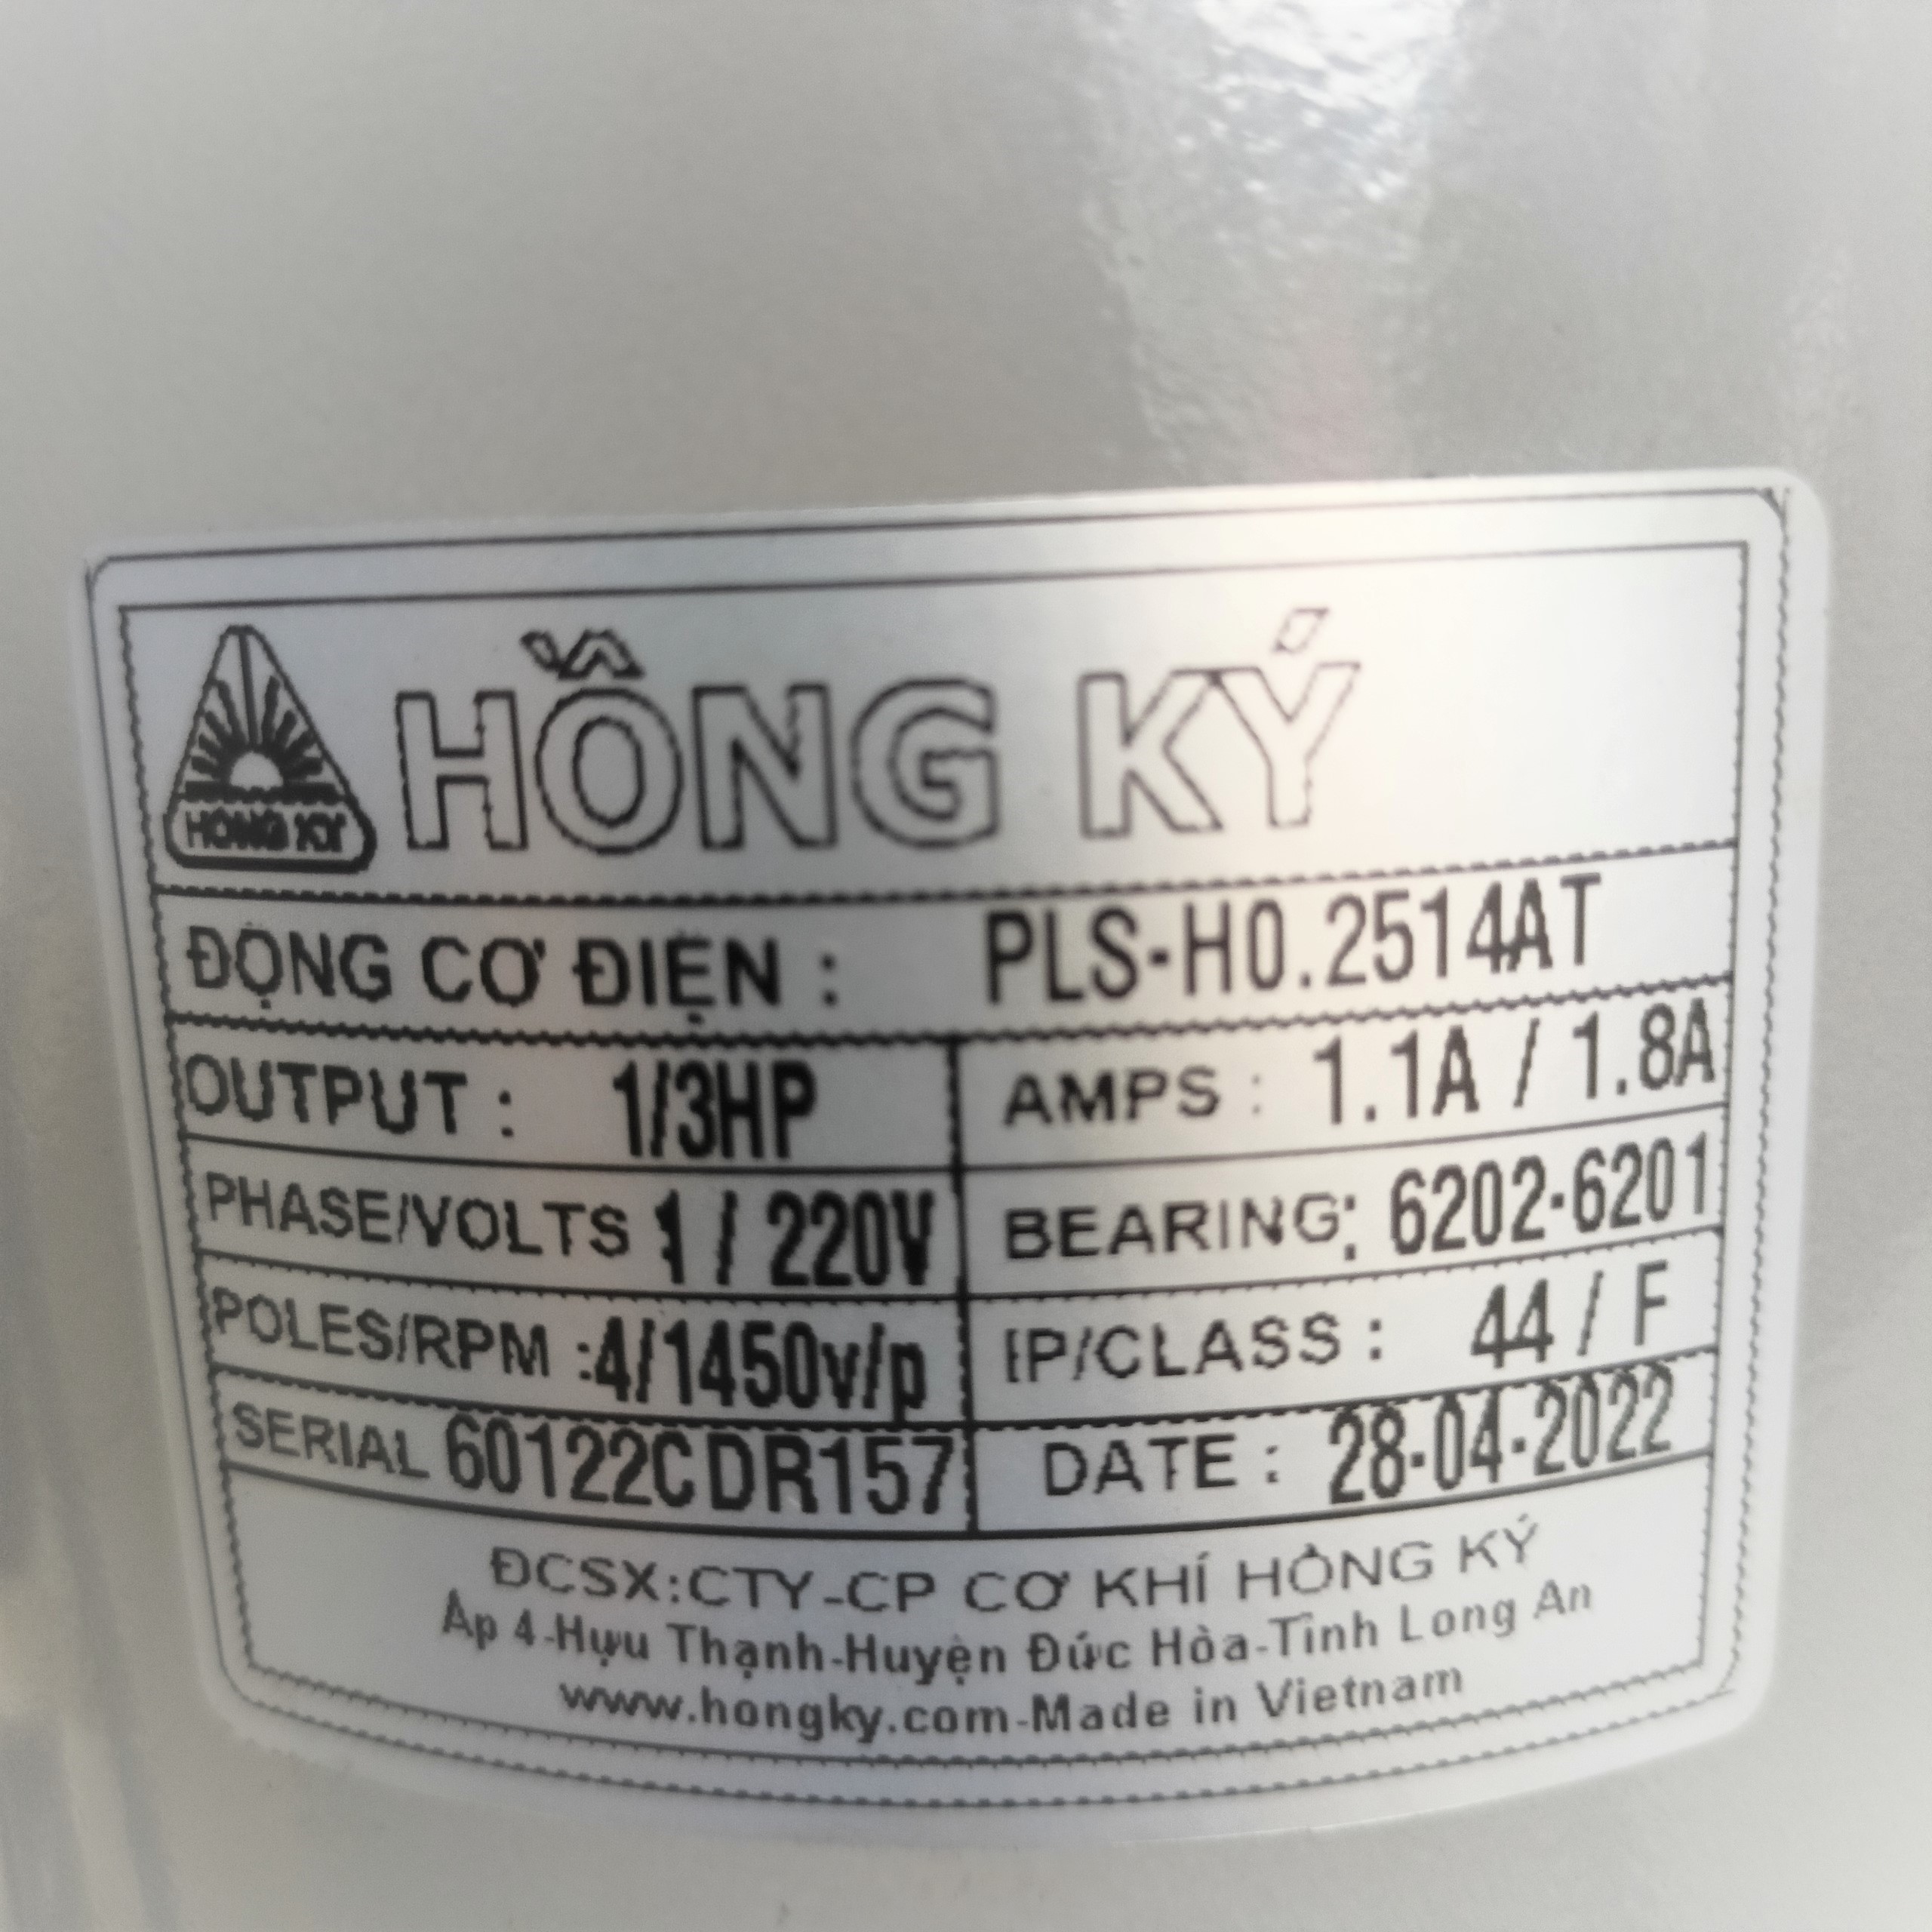 HỒNG KÝ
HỒNG KÝ
ĐỘNG CƠ ĐIỆN : PLS-H0.2514AT
OUTPUT : 1/3HP AMPS : 1.1A / 1.8A
PHASE/VOLTS 1 / 220V BEARING: 6202-6201
POLES/RPM :4/1450v/p IP/CLASS : 44 / F
SERIAL 60122CDR157 DATE : 28-04-2022
ĐCSX:CTY-CP CƠ KHÍ HỒNG KÝ
Ấp 4-Hựu Thạnh-Huyện Đức Hòa-Tỉnh Long An
www.hongky.com-Made in Vietnam